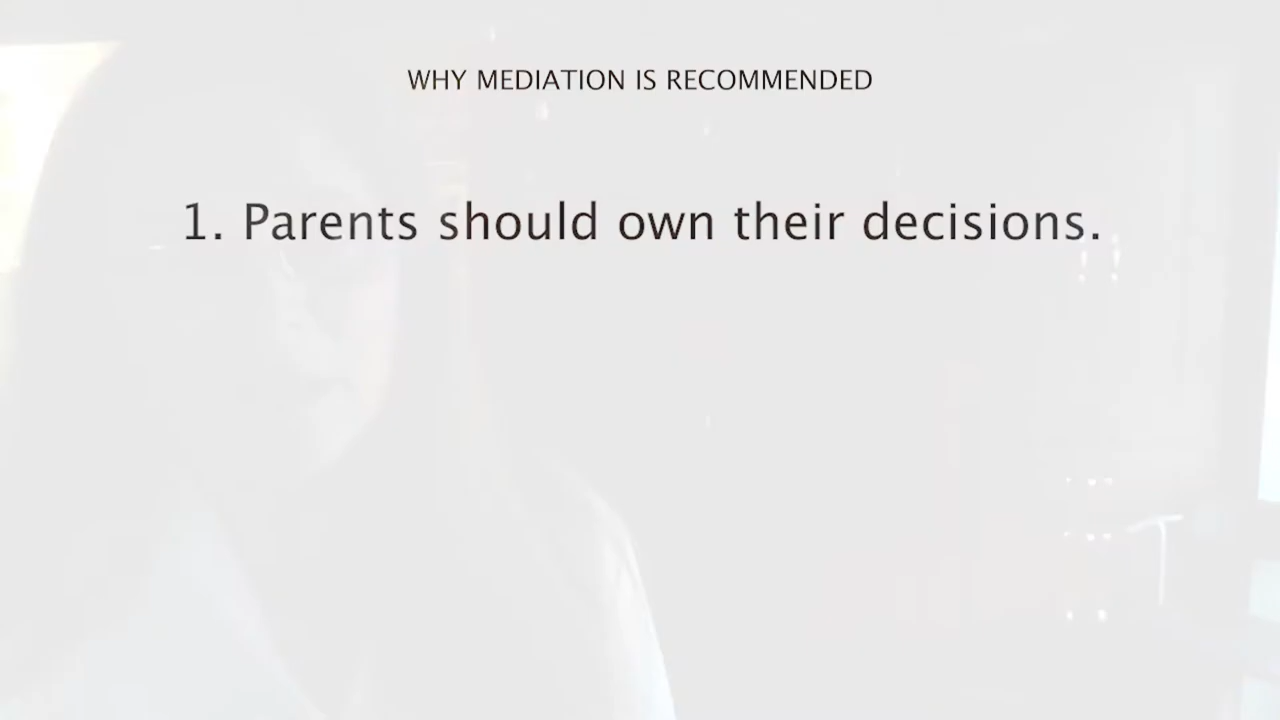 WHY MEDIATION IS RECOMMENDED
1. Parents should own their decisions.